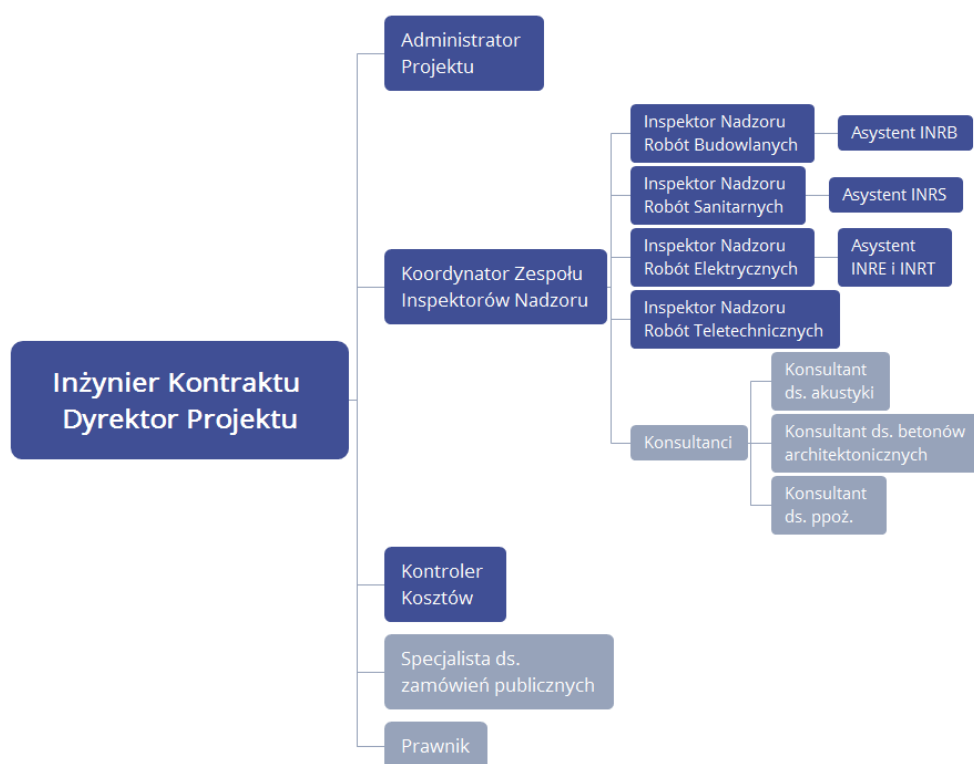 Administrator
Projektu
Inspektor Nadzoru
Robót Budowlanych
Asystent INRB
Inspektor Nadzoru
Robót Sanitarnych
Asystent INRS
Koordynator Zespołu
Inspektorów Nadzoru
Inspektor Nadzoru
Robót Elektrycznych
Asystent
INRE i INRT
Inspektor Nadzoru
Robót Teletechnicznych
Inżynier Kontraktu
Dyrektor Projektu
Konsultanci
Konsultant
ds. akustyki
Konsultant ds. betonów
architektonicznych
Konsultant
ds. ppoż.
Kontroler
Kosztów
Specjalista ds.
zamówień publicznych
Prawnik